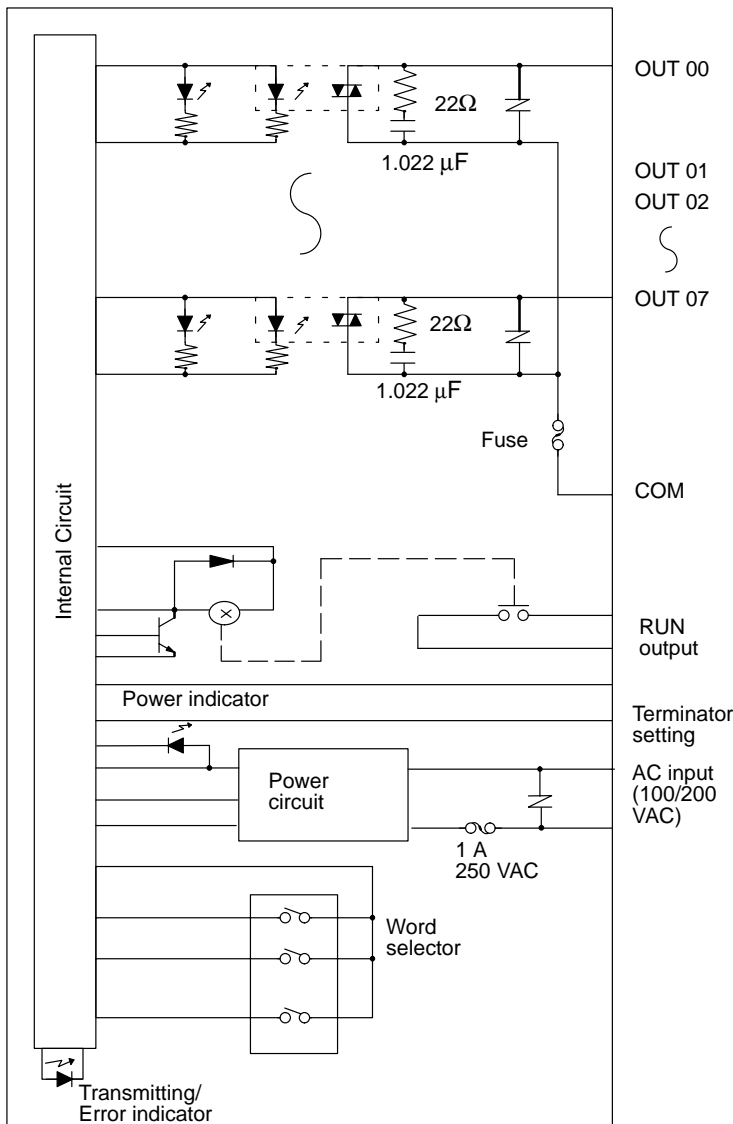 OUT 00
22Ω
1.022 μF
OUT 01
OUT 02
OUT 07
22Ω
1.022 μF
Fuse
COM
Internal Circuit
RUN
output
Power indicator
Terminator
setting
Power
circuit
AC input
(100/200
VAC)
1 A
250 VAC
Word
selector
Transmitting/
Error indicator